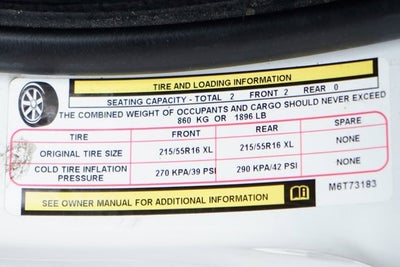 TIRE AND LOADING INFORMATION
SEATING CAPACITY - TOTAL 2 FRONT 2 REAR 0
THE COMBINED WEIGHT OF OCCUPANTS AND CARGO SHOULD NEVER EXCEED
860 KG OR 1896 LB
TIRE FRONT REAR SPARE
ORIGINAL TIRE SIZE 215/55R16 XL 215/55R16 XL NONE
COLD TIRE INFLATION PRESSURE 270 KPA/39 PSI 290 KPA/42 PSI NONE
SEE OWNER MANUAL FOR ADDITIONAL INFORMATION
M6T73183